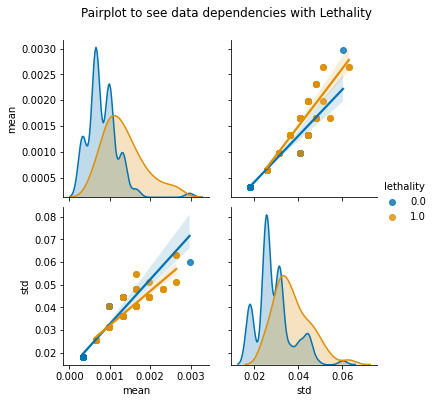 Pairplot to see data dependencies with Lethality
0.0030
0.0025
0.0020
0.0015
0.0010
0.0005
mean
lethality
0.0
1.0
0.08
0.07
0.06
0.05
0.04
0.03
0.02
std
0.000 0.001 0.002 0.003
mean
0.02 0.04 0.06
std